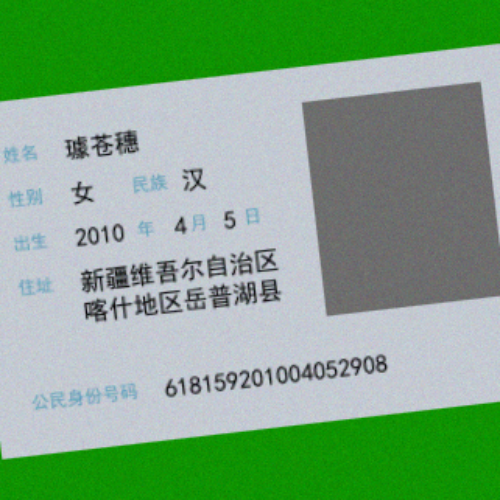 姓名 璩苍穗
性别 女 民族 汉
出生 2010 年 4 月 5 日
住址 新疆维吾尔自治区
喀什地区岳普湖县
公民身份号码 618159201004052908